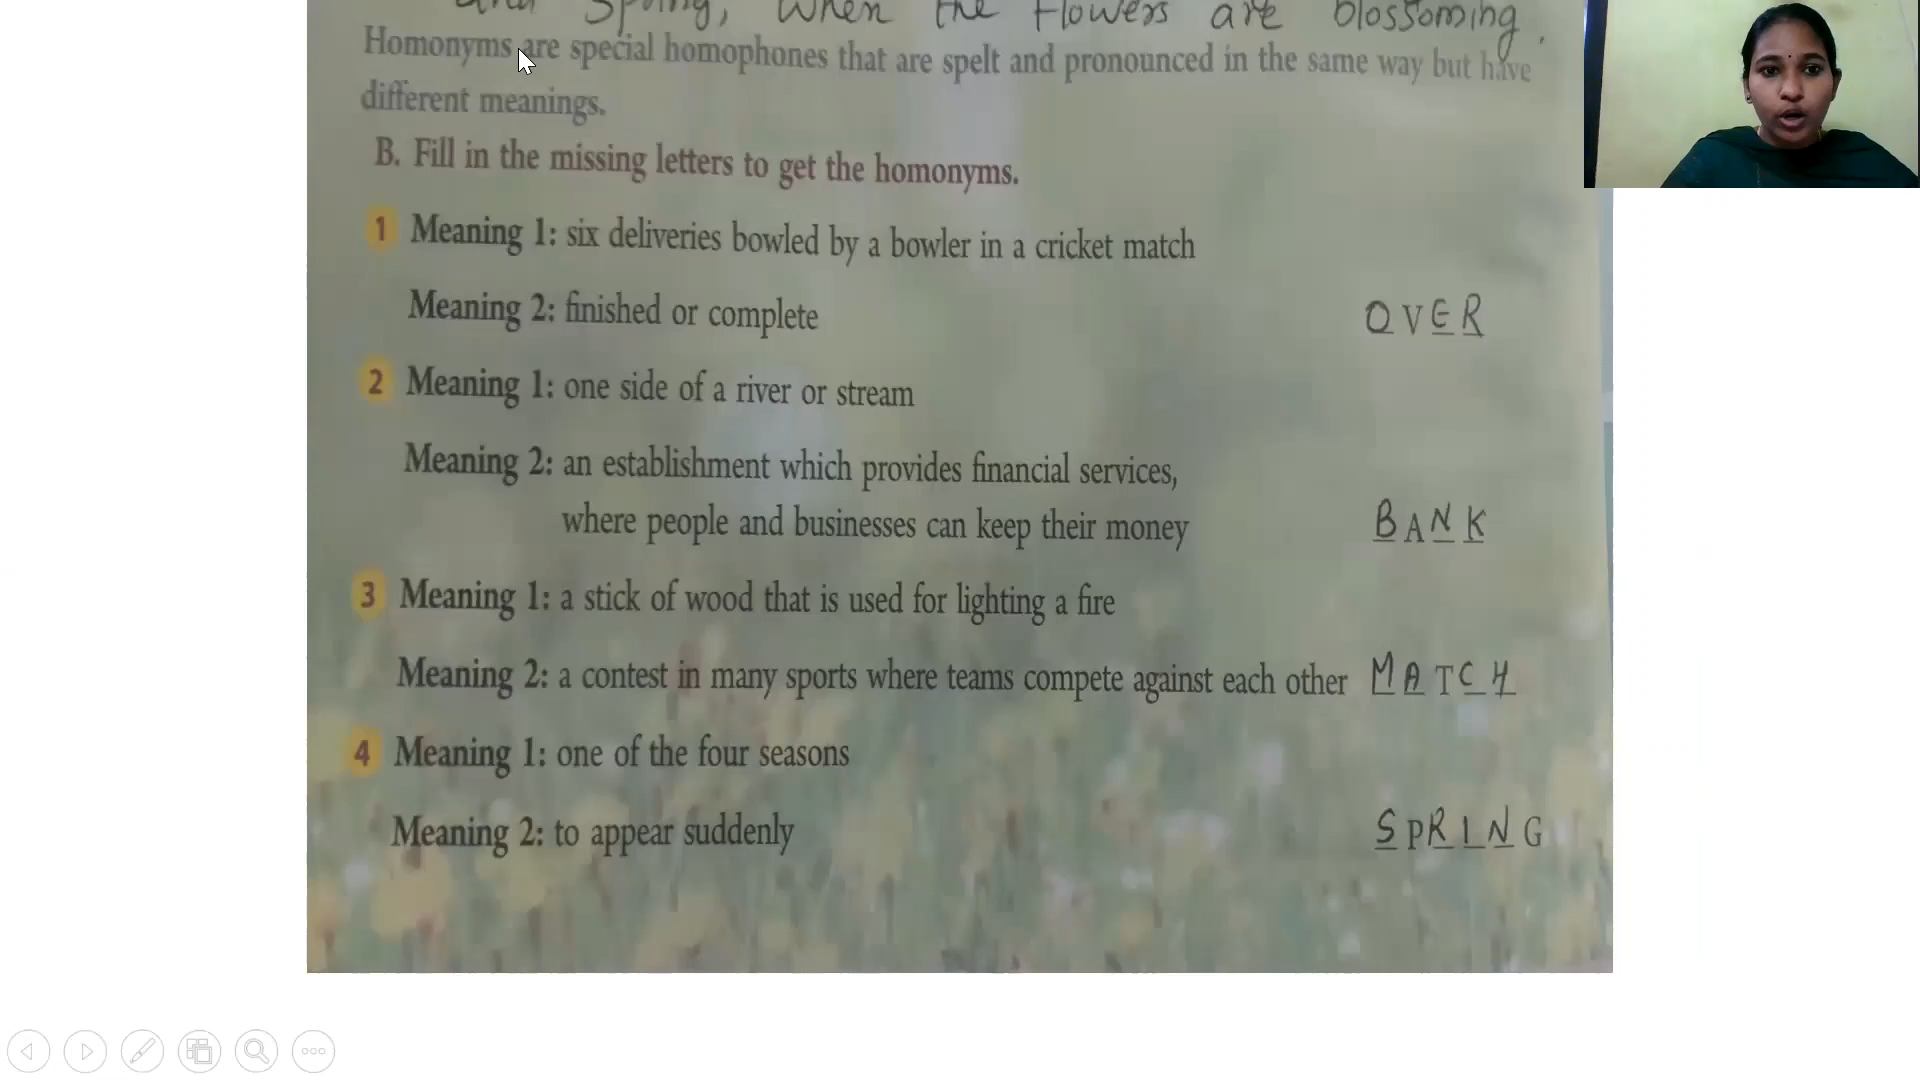 and Spring, when the flowers are blossoming.
Homonyms are special homophones that are spelt and pronounced in the same way but have
different meanings.
B. Fill in the missing letters to get the homonyms.
1 Meaning 1: six deliveries bowled by a bowler in a cricket match
Meaning 2: finished or complete OVER
2 Meaning 1: one side of a river or stream
Meaning 2: an establishment which provides financial services,
where people and businesses can keep their money BANK
3 Meaning 1: a stick of wood that is used for lighting a fire
Meaning 2: a contest in many sports where teams compete against each other MATCH
4 Meaning 1: one of the four seasons
Meaning 2: to appear suddenly SPRING